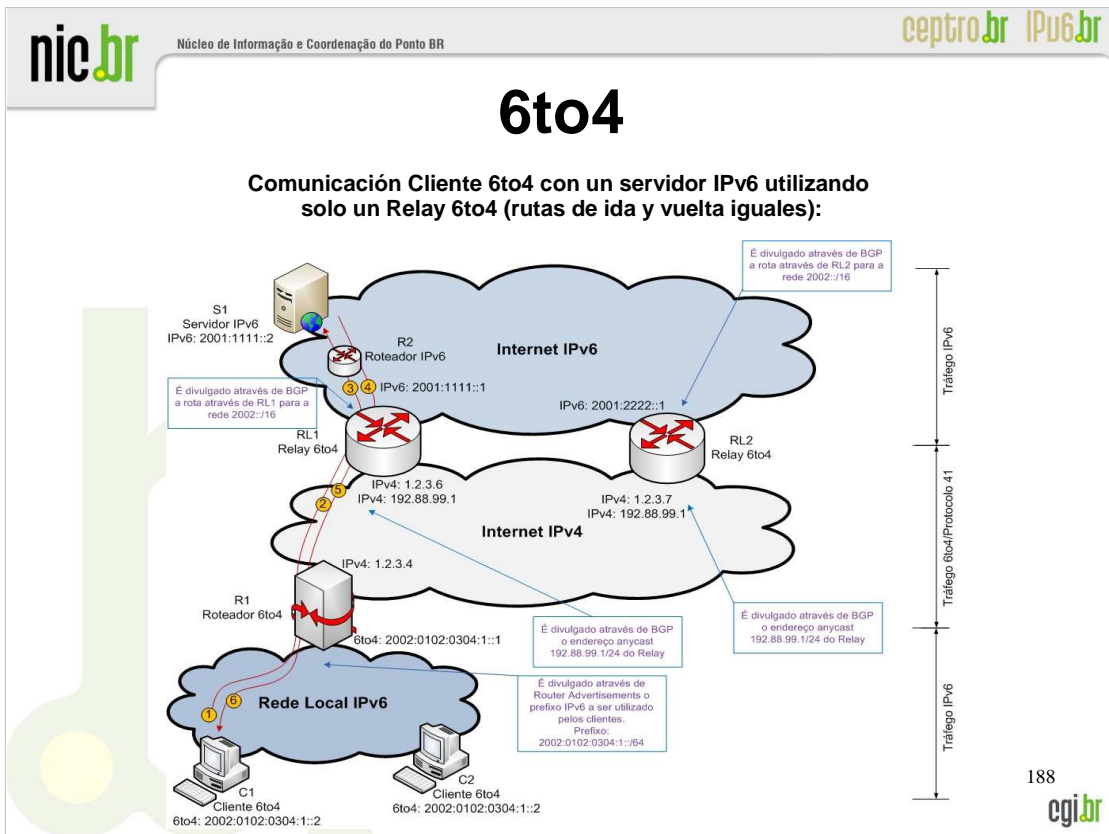 nic.br
Núcleo de Informação e Coordenação do Ponto BR
ceptro.br IPv6.br
6to4
Comunicación Cliente 6to4 con un servidor IPv6 utilizando
solo un Relay 6to4 (rutas de ida y vuelta iguales):
É divulgado através de BGP
a rota através de RL2 para a
rede 2002::/16
S1
Servidor IPv6
IPv6: 2001:1111::2
R2
Roteador IPv6
Internet IPv6
3
4
IPv6: 2001:1111::1
É divulgado através de BGP
a rota através de RL1 para a
rede 2002::/16
IPv6: 2001:2222::1
RL1
Relay 6to4
RL2
Relay 6to4
2
5
IPv4: 1.2.3.6
IPv4: 192.88.99.1
IPv4: 1.2.3.7
IPv4: 192.88.99.1
Internet IPv4
IPv4: 1.2.3.4
R1
Roteador 6to4
6to4: 2002:0102:0304:1::1
É divulgado através de BGP
o endereço anycast
192.88.99.1/24 do Relay
É divulgado através de BGP
o endereço anycast
192.88.99.1/24 do Relay
1
6
Rede Local IPv6
É divulgado através de
Router Advertisements o
prefixo IPv6 a ser utilizado
pelos clientes.
Prefixo:
2002:0102:0304:1::/64
C1
Cliente 6to4
6to4: 2002:0102:0304:1::2
C2
Cliente 6to4
6to4: 2002:0102:0304:1::2
Tráfego IPv6
Tráfego 6to4/Protocolo 41
Tráfego IPv6
188
cgi.br